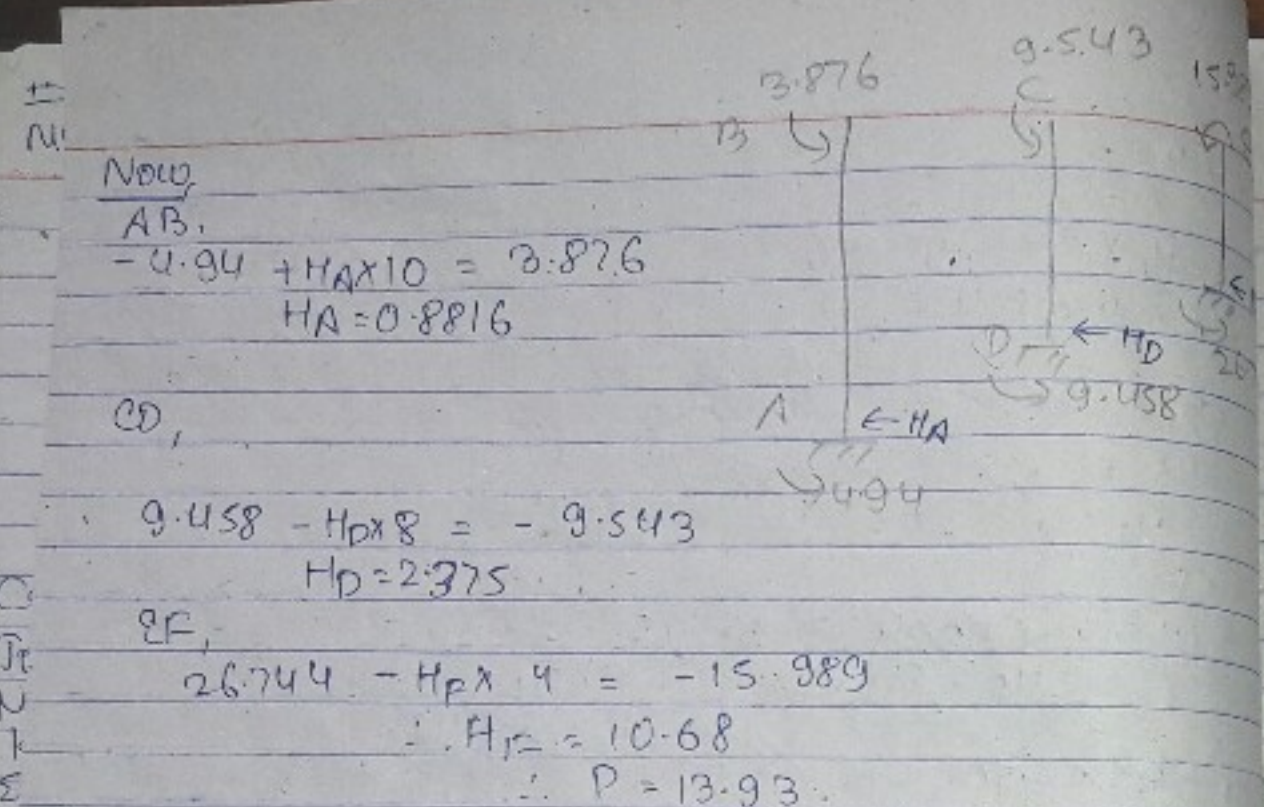 9.543
3.876
C
B
Now,
AB,
-4.94 + HA×10 = 3.876
HA = 0.8816
D
← HD
9.458
CD,
A
← HA
4.94
9.458 - HD×8 = - 9.543
HD = 2.375
EF,
26.744 - HF× 4 = -15.989
∴ HF = 10.68
∴ P = 13.93.